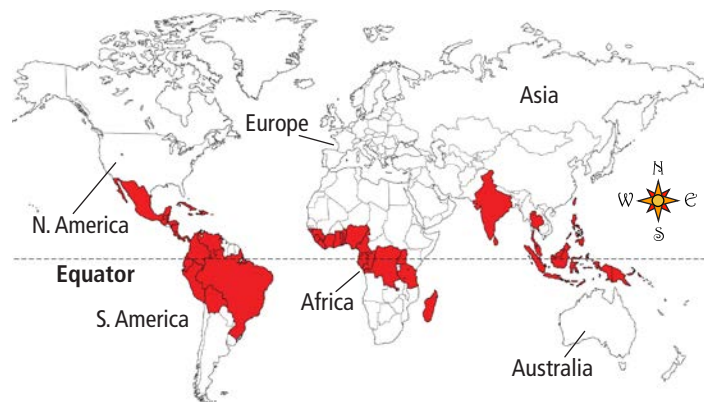 Asia
Europe
N
W E
S
N. America
Equator
Africa
S. America
Australia